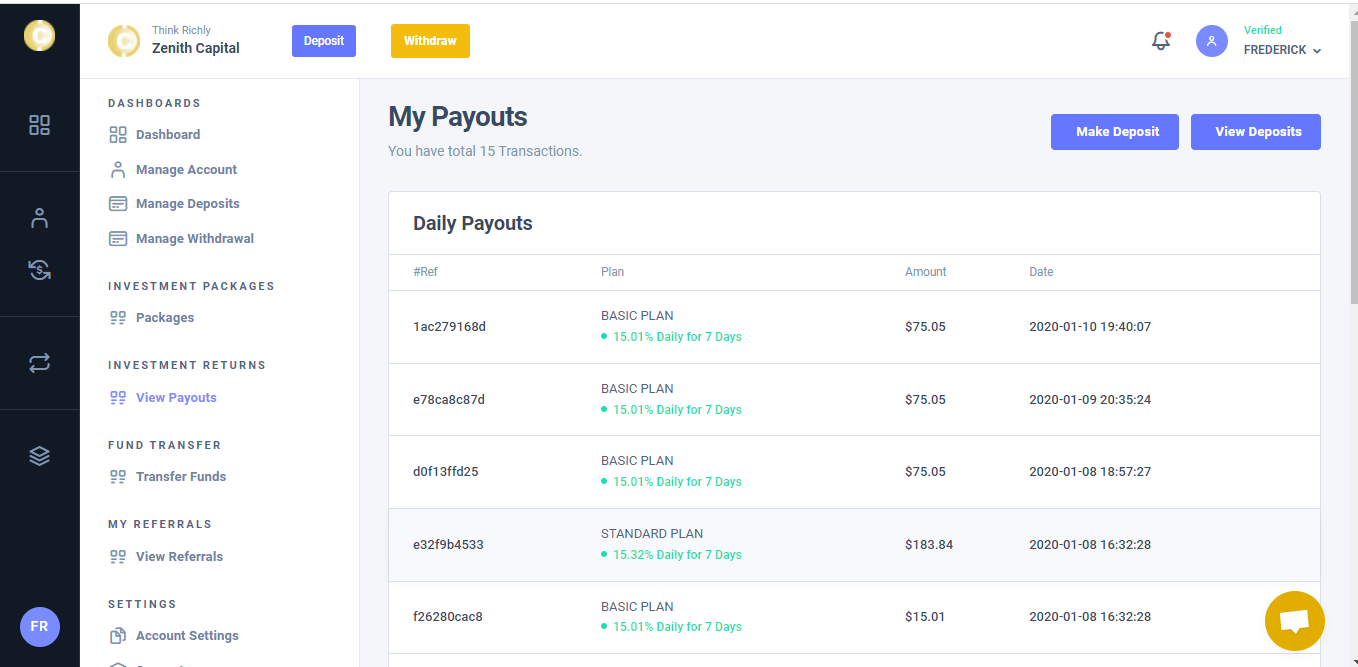 Think Richly
Zenith Capital
Deposit
Withdraw
Verified
FREDERICK
DASHBOARDS
Dashboard
Manage Account
Manage Deposits
Manage Withdrawal
INVESTMENT PACKAGES
Packages
INVESTMENT RETURNS
View Payouts
FUND TRANSFER
Transfer Funds
MY REFERRALS
View Referrals
SETTINGS
Account Settings
FR
My Payouts
You have total 15 Transactions.
Make Deposit
View Deposits
Daily Payouts
#Ref Plan Amount Date
1ac279168d BASIC PLAN $75.05 2020-01-10 19:40:07
15.01% Daily for 7 Days
e78ca8c87d BASIC PLAN $75.05 2020-01-09 20:35:24
15.01% Daily for 7 Days
d0f13ffd25 BASIC PLAN $75.05 2020-01-08 18:57:27
15.01% Daily for 7 Days
e32f9b4533 STANDARD PLAN $183.84 2020-01-08 16:32:28
15.32% Daily for 7 Days
f26280cac8 BASIC PLAN $15.01 2020-01-08 16:32:28
15.01% Daily for 7 Days